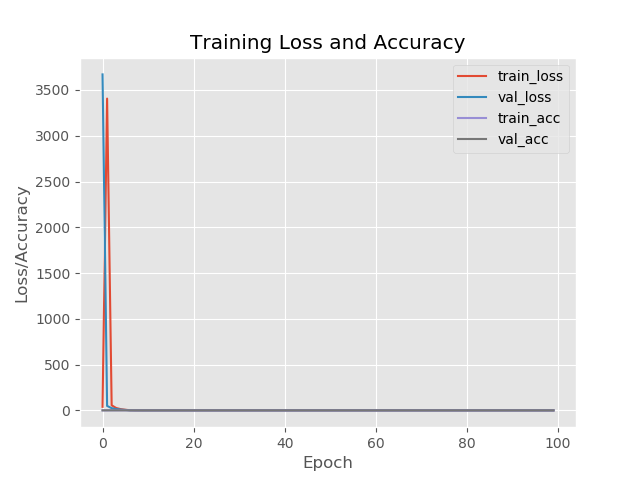 Training Loss and Accuracy
train_loss
val_loss
train_acc
val_acc
Loss/Accuracy
3500
3000
2500
2000
1500
1000
500
0
0 20 40 60 80 100
Epoch